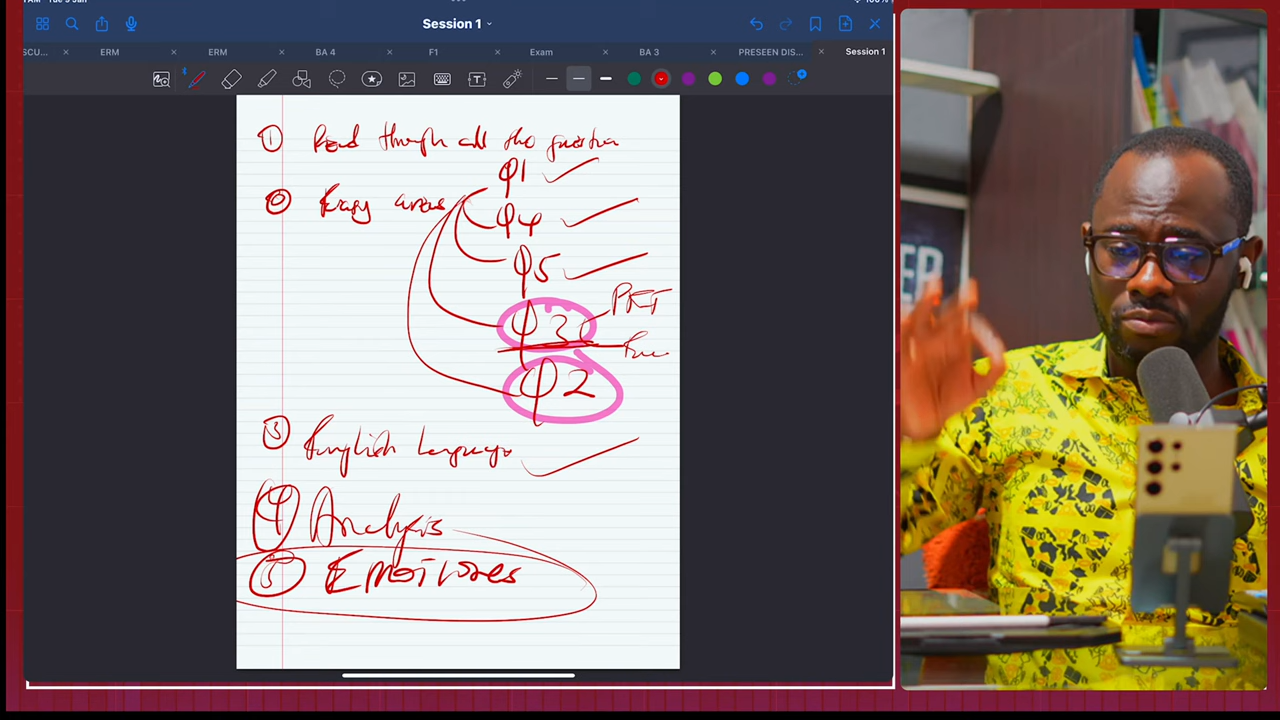 Session 1
SCU... ERM ERM BA 4 F1 Exam BA 3 PRESEEN DIS... Session 1
① Read through all the question
Q1
② Easy areas
Q4
Q5
Q3
Q2
③ English Language
④ Analysis
⑤ Emotions